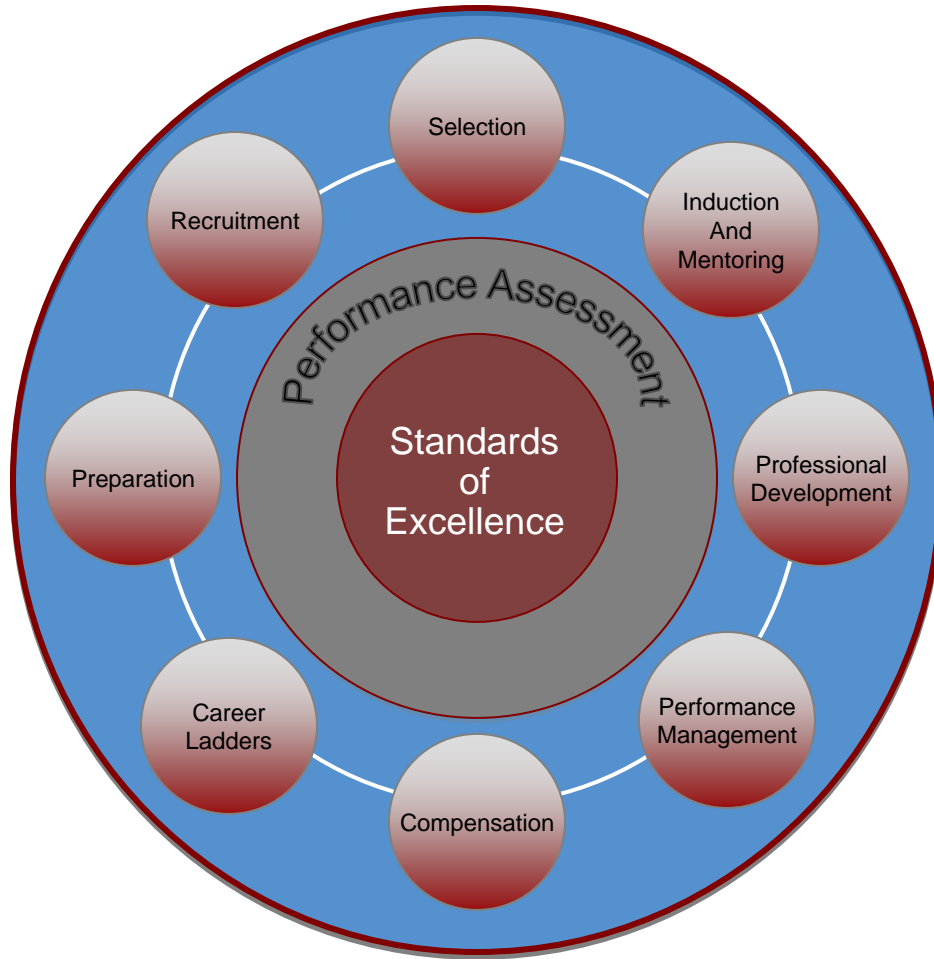 Selection
Recruitment
Induction
And
Mentoring
Performance Assessment
Standards
of
Excellence
Preparation
Professional
Development
Career
Ladders
Performance
Management
Compensation